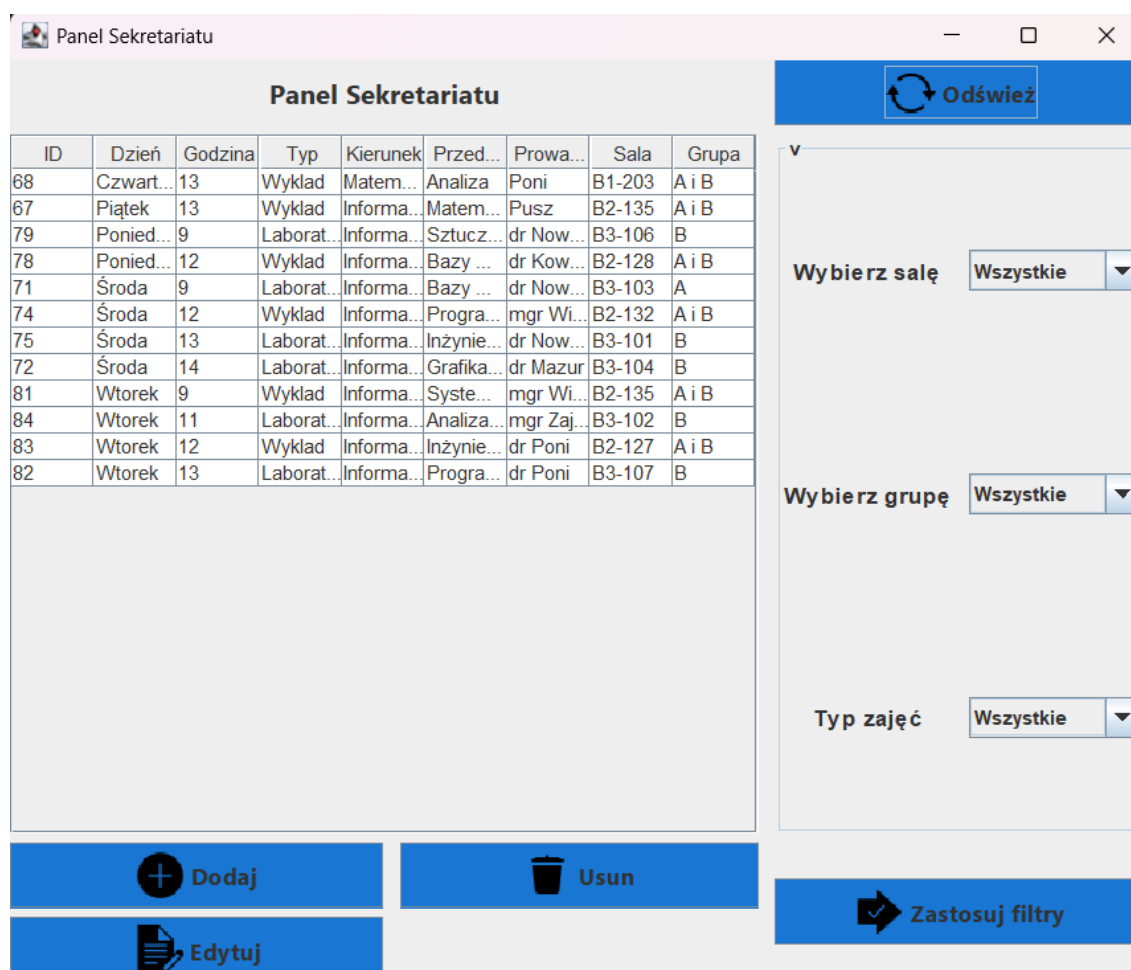 Panel Sekretariatu
Panel Sekretariatu
Odśwież
ID Dzień Godzina Typ Kierunek Przed... Prowa... Sala Grupa
68 Czwart... 13 Wyklad Matem... Analiza Poni B1-203 A i B
67 Piątek 13 Wyklad Informa... Matem... Pusz B2-135 A i B
79 Ponied... 9 Laborat... Informa... Sztucz... dr Now... B3-106 B
78 Ponied... 12 Wyklad Informa... Bazy ... dr Kow... B2-128 A i B
71 Środa 9 Laborat... Informa... Bazy ... dr Now... B3-103 A
74 Środa 12 Wyklad Informa... Progra... mgr Wi... B2-132 A i B
75 Środa 13 Laborat... Informa... Inżynie... dr Now... B3-101 B
72 Środa 14 Laborat... Informa... Grafika... dr Mazur B3-104 B
81 Wtorek 9 Wyklad Informa... Syste... mgr Wi... B2-135 A i B
84 Wtorek 11 Laborat... Informa... Analiza... mgr Zaj... B3-102 B
83 Wtorek 12 Wyklad Informa... Inżynie... dr Poni B2-127 A i B
82 Wtorek 13 Laborat... Informa... Progra... dr Poni B3-107 B
v
Wybierz salę Wszystkie
Wybierz grupę Wszystkie
Typ zajęć Wszystkie
Dodaj
Usun
Edytuj
Zastosuj filtry